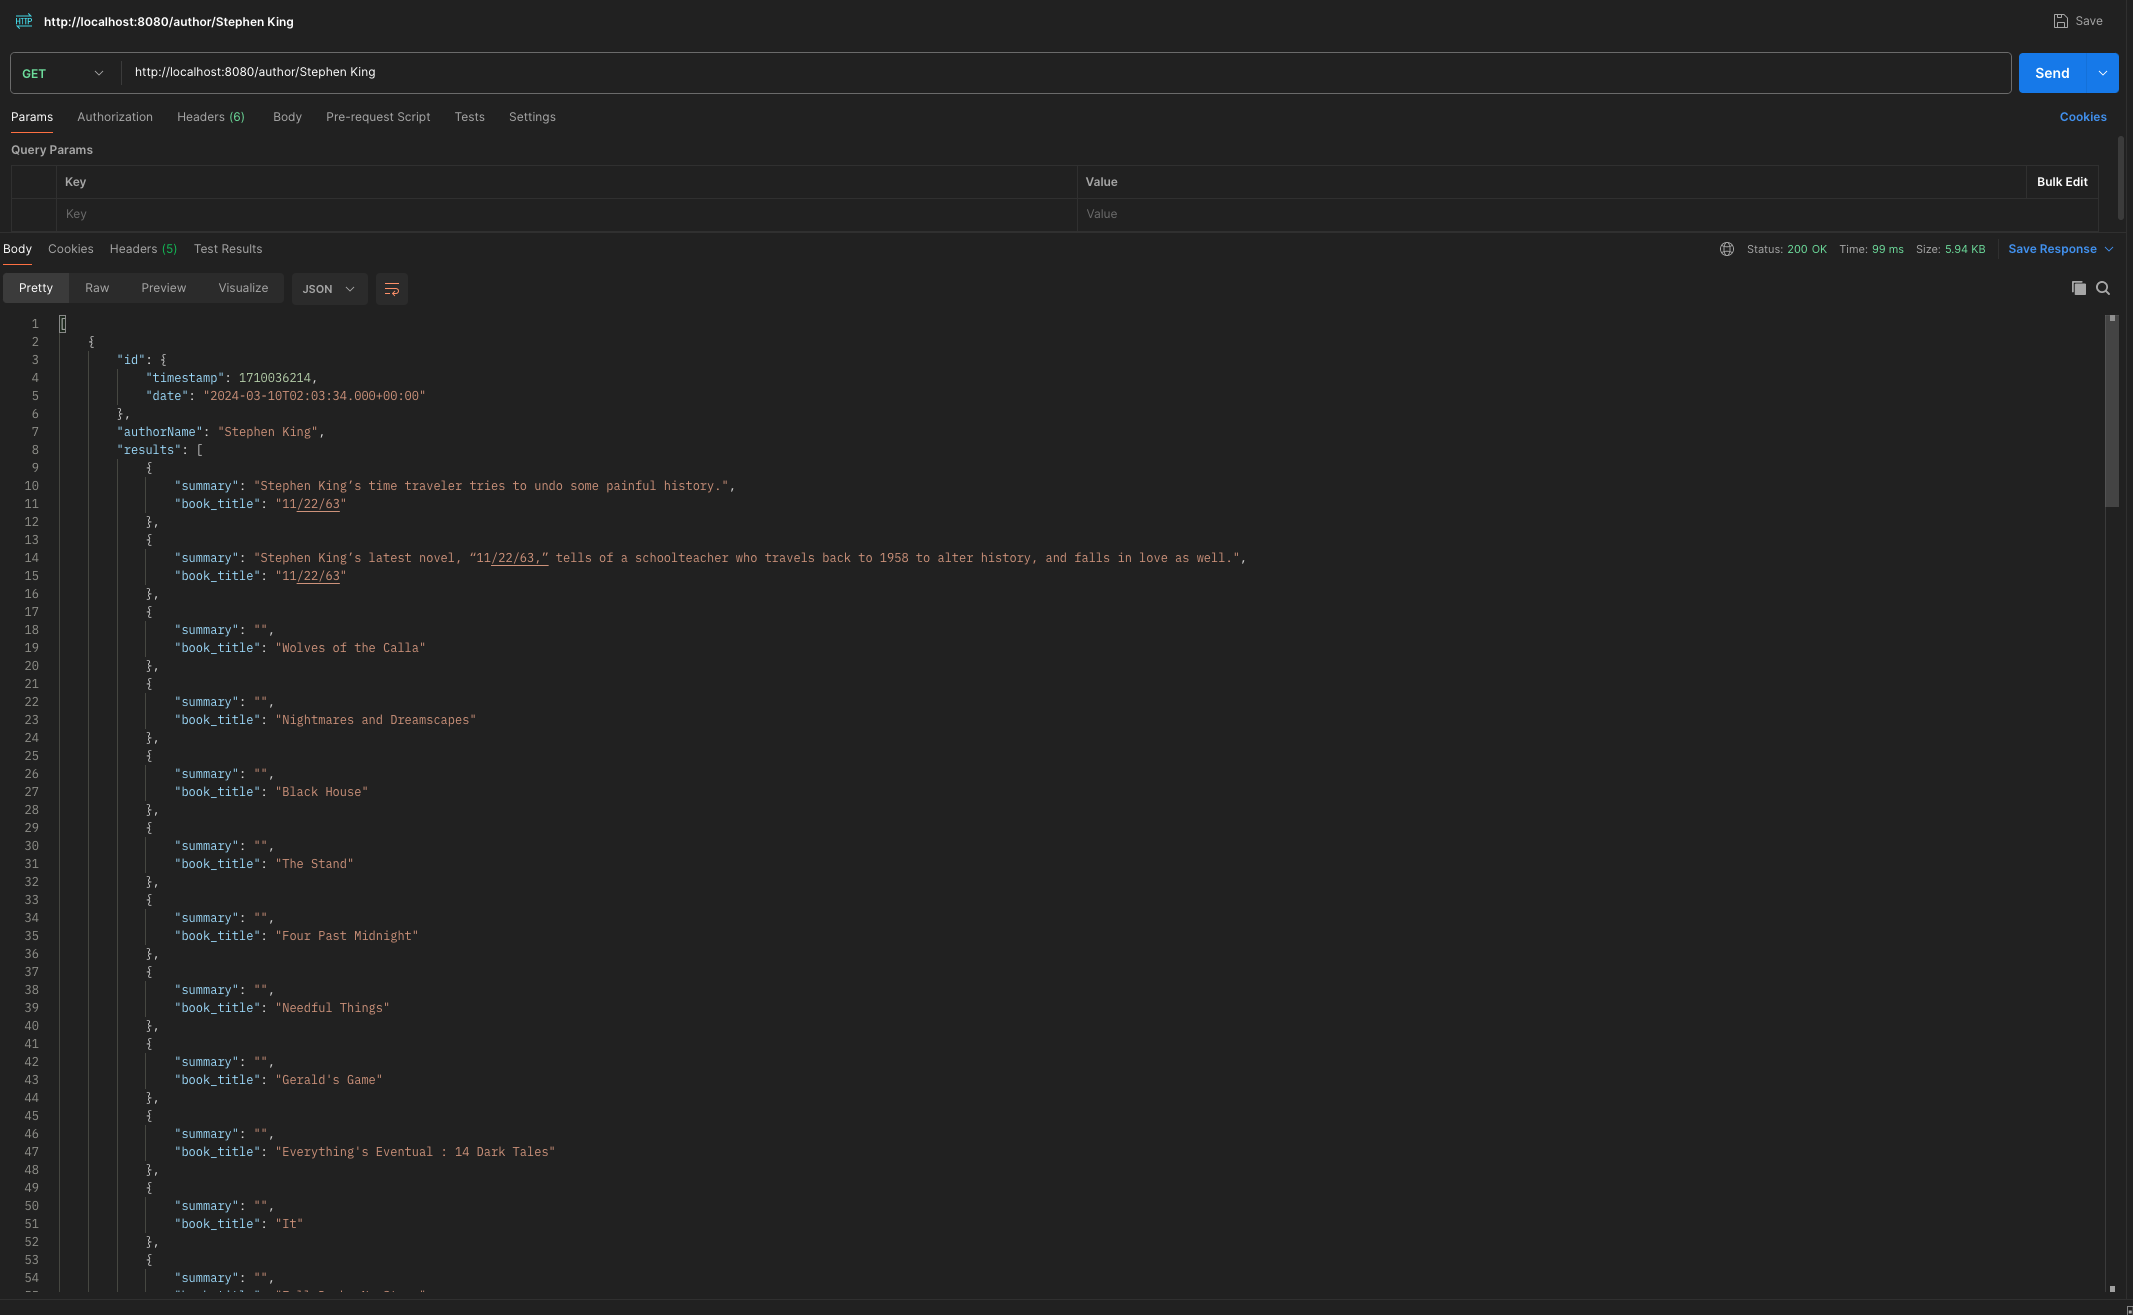 HTTP http://localhost:8080/author/Stephen King Save
GET http://localhost:8080/author/Stephen King Send
Params Authorization Headers (6) Body Pre-request Script Tests Settings Cookies
Query Params
Key Value Bulk Edit
Key Value
Body Cookies Headers (5) Test Results Status: 200 OK Time: 99 ms Size: 5.94 KB Save Response
Pretty Raw Preview Visualize JSON
1 [
2 {
3 "id": {
4 "timestamp": 1710036214,
5 "date": "2024-03-10T02:03:34.000+00:00"
6 },
7 "authorName": "Stephen King",
8 "results": [
9 {
10 "summary": "Stephen King’s time traveler tries to undo some painful history.",
11 "book_title": "11/22/63"
12 },
13 {
14 "summary": "Stephen King’s latest novel, “11/22/63,” tells of a schoolteacher who travels back to 1958 to alter history, and falls in love as well.",
15 "book_title": "11/22/63"
16 },
17 {
18 "summary": "",
19 "book_title": "Wolves of the Calla"
20 },
21 {
22 "summary": "",
23 "book_title": "Nightmares and Dreamscapes"
24 },
25 {
26 "summary": "",
27 "book_title": "Black House"
28 },
29 {
30 "summary": "",
31 "book_title": "The Stand"
32 },
33 {
34 "summary": "",
35 "book_title": "Four Past Midnight"
36 },
37 {
38 "summary": "",
39 "book_title": "Needful Things"
40 },
41 {
42 "summary": "",
43 "book_title": "Gerald's Game"
44 },
45 {
46 "summary": "",
47 "book_title": "Everything's Eventual : 14 Dark Tales"
48 },
49 {
50 "summary": "",
51 "book_title": "It"
52 },
53 {
54 "summary": "",